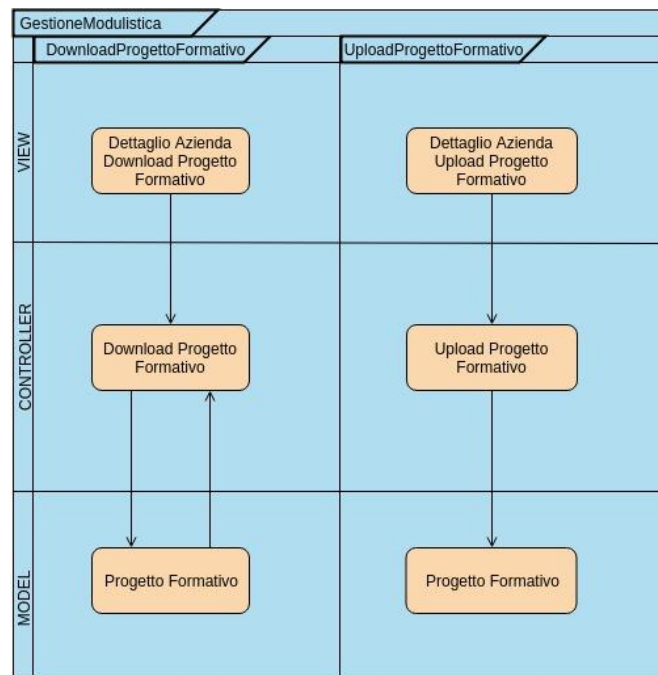 GestioneModulistica
DownloadProgettoFormativo
UploadProgettoFormativo
VIEW
Dettaglio Azienda
Download Progetto
Formativo
Dettaglio Azienda
Upload Progetto
Formativo
CONTROLLER
Download Progetto
Formativo
Upload Progetto
Formativo
MODEL
Progetto Formativo
Progetto Formativo